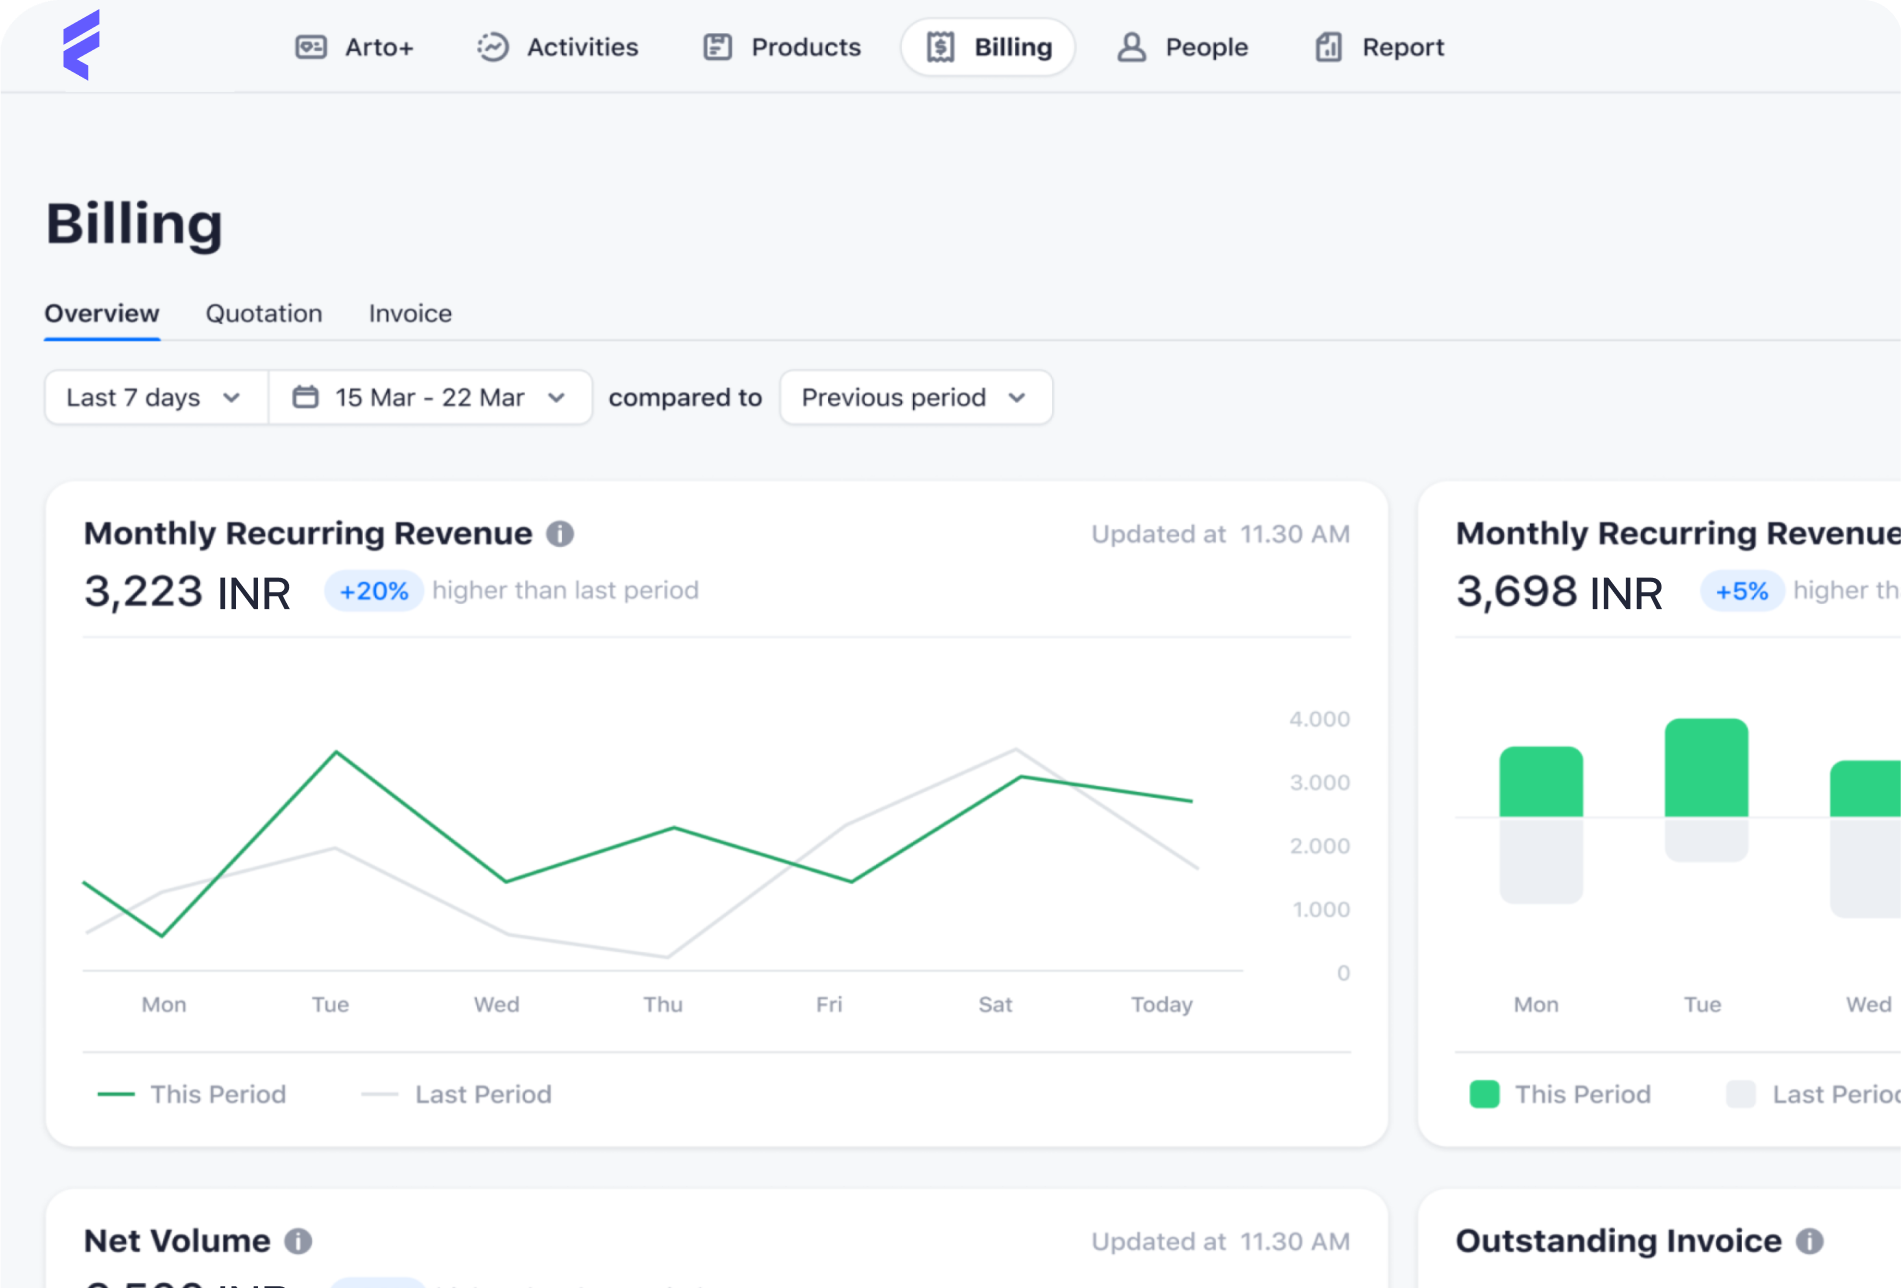 Arto+ Activities Products Billing People Report
Billing
Overview Quotation Invoice
Last 7 days 15 Mar - 22 Mar compared to Previous period
Monthly Recurring Revenue Updated at 11.30 AM
3,223 INR +20% higher than last period
4.000
3.000
2.000
1.000
0
Mon Tue Wed Thu Fri Sat Today
This Period Last Period
Monthly Recurring Revenue
3,698 INR +5% higher
Mon Tue Wed
This Period Last
Net Volume Updated at 11.30 AM
INR
Outstanding Invoice